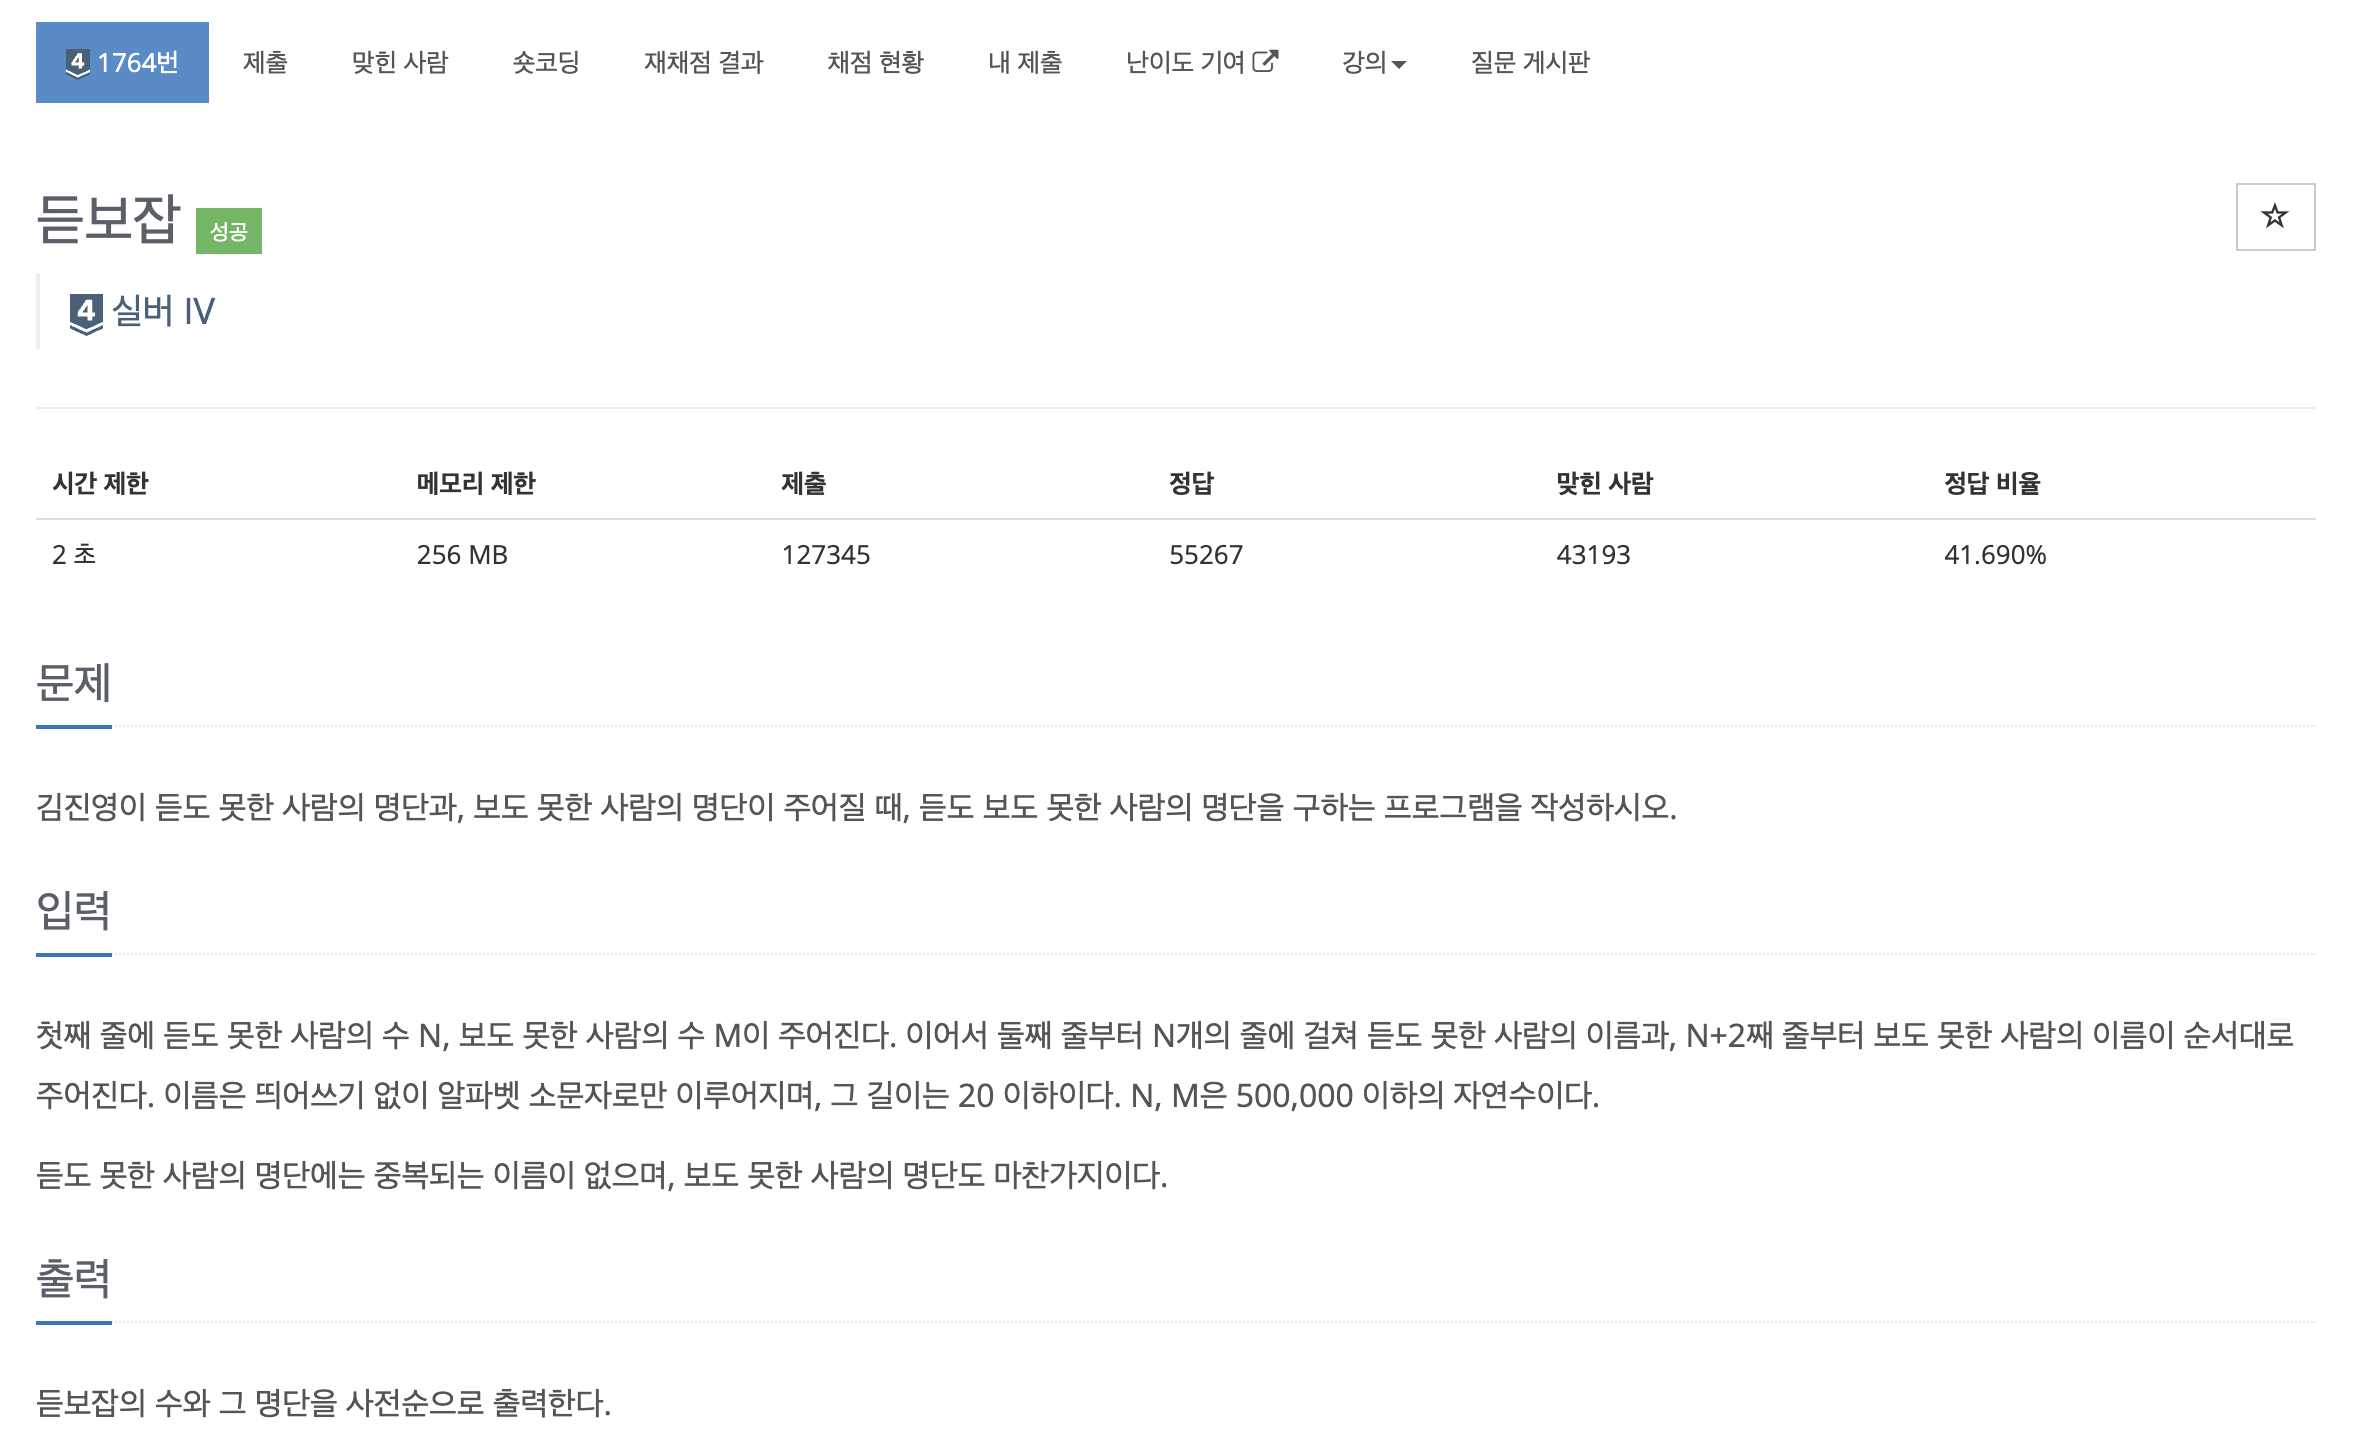 4 1764번 제출 맞힌 사람 숏코딩 재채점 결과 채점 현황 내 제출 난이도 기여 강의 질문 게시판
듣보잡 성공
4 실버 IV
시간 제한 메모리 제한 제출 정답 맞힌 사람 정답 비율
2 초 256 MB 127345 55267 43193 41.690%
문제
김진영이 듣도 못한 사람의 명단과, 보도 못한 사람의 명단이 주어질 때, 듣도 보도 못한 사람의 명단을 구하는 프로그램을 작성하시오.
입력
첫째 줄에 듣도 못한 사람의 수 N, 보도 못한 사람의 수 M이 주어진다. 이어서 둘째 줄부터 N개의 줄에 걸쳐 듣도 못한 사람의 이름과, N+2째 줄부터 보도 못한 사람의 이름이 순서대로
주어진다. 이름은 띄어쓰기 없이 알파벳 소문자로만 이루어지며, 그 길이는 20 이하이다. N, M은 500,000 이하의 자연수이다.
듣도 못한 사람의 명단에는 중복되는 이름이 없으며, 보도 못한 사람의 명단도 마찬가지이다.
출력
듣보잡의 수와 그 명단을 사전순으로 출력한다.